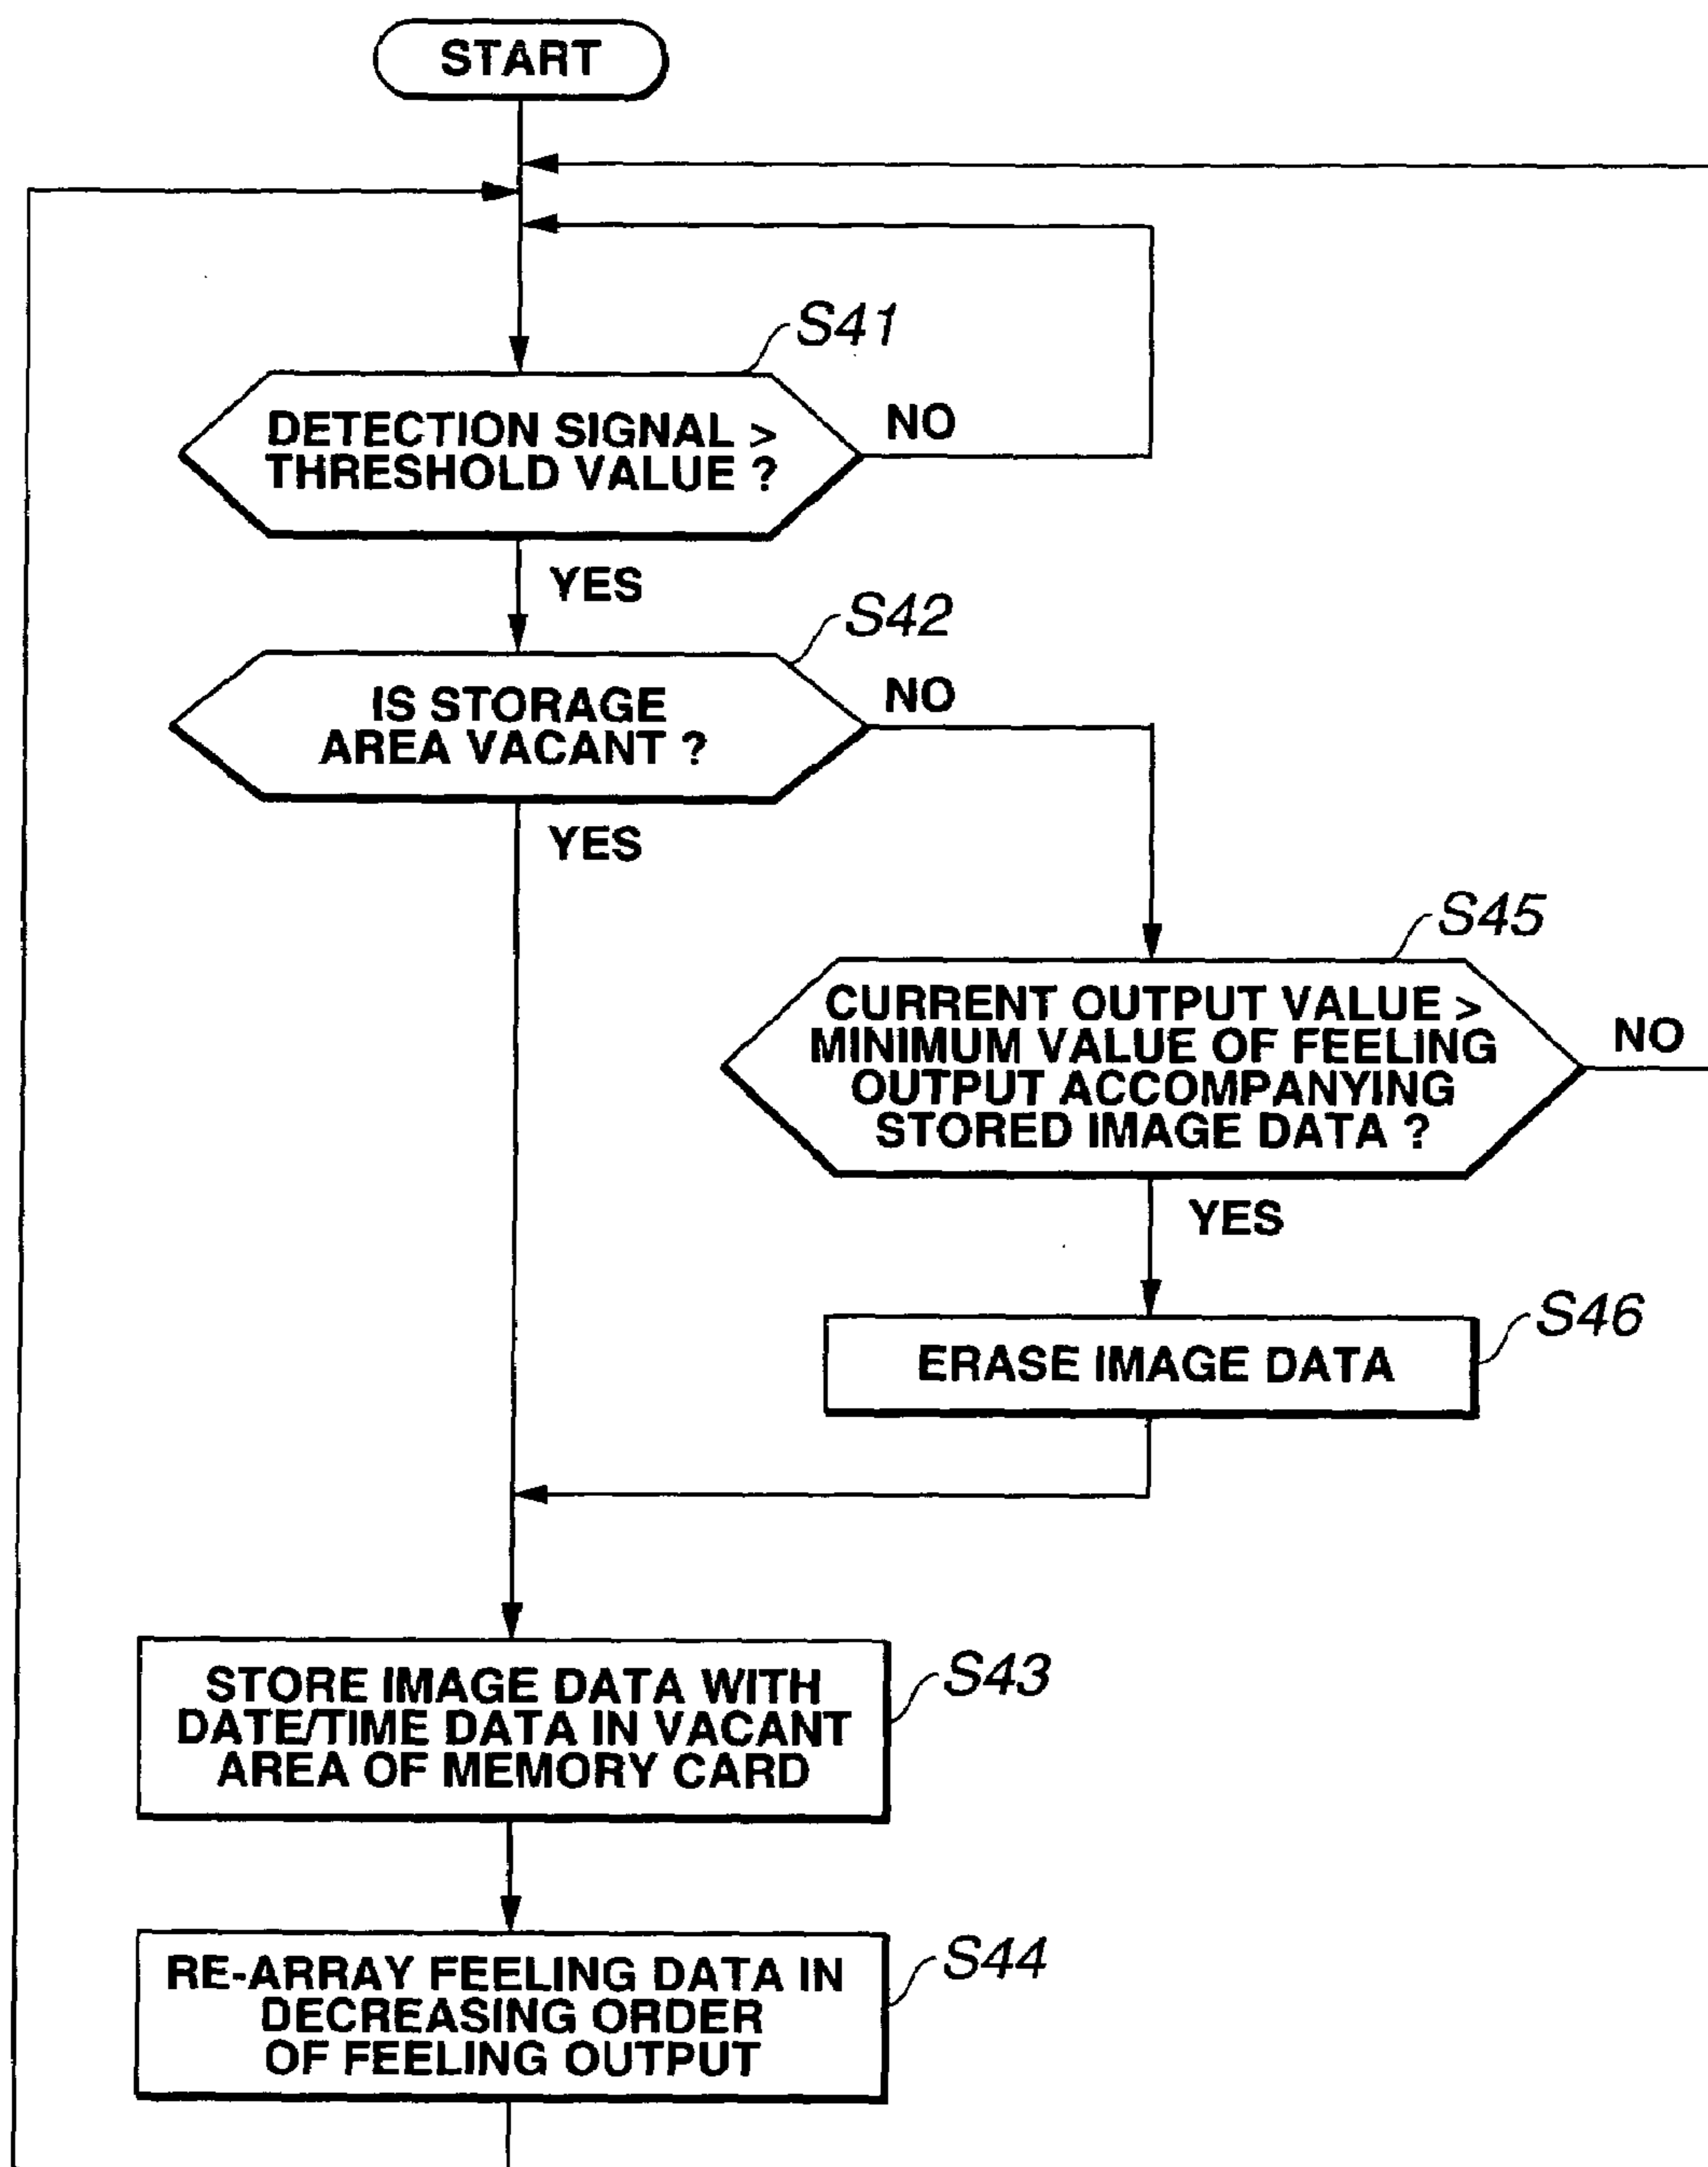 START
S41
DETECTION SIGNAL >
THRESHOLD VALUE ?
NO
YES
S42
IS STORAGE
AREA VACANT ?
NO
YES
S45
CURRENT OUTPUT VALUE >
MINIMUM VALUE OF FEELING
OUTPUT ACCOMPANYING
STORED IMAGE DATA ?
NO
YES
S46
ERASE IMAGE DATA
S43
STORE IMAGE DATA WITH
DATE/TIME DATA IN VACANT
AREA OF MEMORY CARD
S44
RE-ARRAY FEELING DATA IN
DECREASING ORDER
OF FEELING OUTPUT